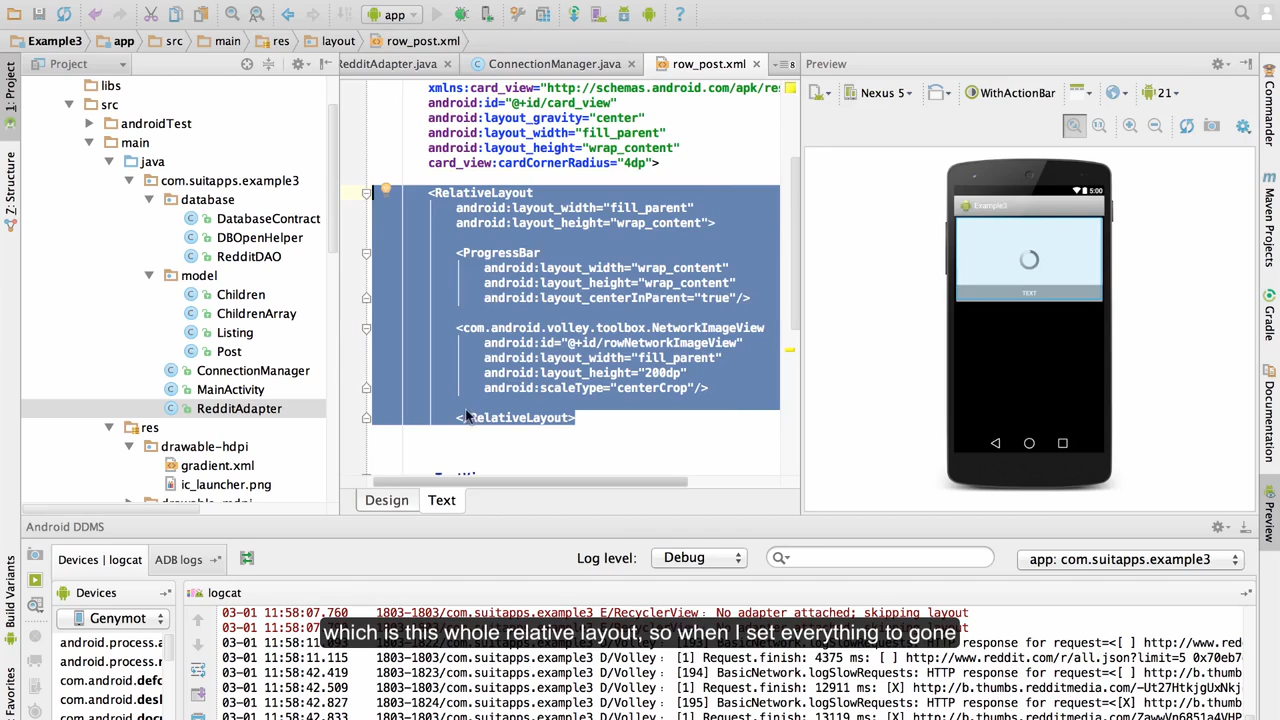 app
Example3
app
src
main
res
layout
row_post.xml
Project
RedditAdapter.java
ConnectionManager.java
row_post.xml
8
Preview
1: Project
Z: Structure
Build Variants
Favorites
libs
src
androidTest
main
java
com.suitapps.example3
database
DatabaseContract
DBOpenHelper
RedditDAO
model
Children
ChildrenArray
Listing
Post
ConnectionManager
MainActivity
RedditAdapter
res
drawable-hdpi
gradient.xml
ic_launcher.png
xmlns:card_view="http://schemas.android.com/apk/res
android:id="@+id/card_view"
android:layout_gravity="center"
android:layout_width="fill_parent"
android:layout_height="wrap_content"
card_view:cardCornerRadius="4dp">
<RelativeLayout
android:layout_width="fill_parent"
android:layout_height="wrap_content">
<ProgressBar
android:layout_width="wrap_content"
android:layout_height="wrap_content"
android:layout_centerInParent="true"/>
<com.android.volley.toolbox.NetworkImageView
android:id="@+id/rowNetworkImageView"
android:layout_width="fill_parent"
android:layout_height="200dp"
android:scaleType="centerCrop"/>
</RelativeLayout>
Design
Text
Nexus 5
WithActionBar
21
5:00
Example3
TEXT
Commander
Maven Projects
Gradle
Documentation
Preview
Android DDMS
Devices | logcat
ADB logs
Log level:
Debug
app: com.suitapps.example3
Devices
logcat
Genymot
android.process.a
android.process.m
com.android.defc
com.android.desk
com.android.docu
03-01 11:58:07.760 1803-1803/com.suitapps.example3 E/RecyclerView: No adapter attached; skipping layout
which is this whole relative layout, so when I set everything to gone
03-01 11:58:11.115 1803-1803/com.suitapps.example3 D/Volley: [1] Request.finish: 4375 ms: [ ] http://www.reddit.com/r/all.json?limit=5 0x70eb7
03-01 11:58:42.419 1803-1823/com.suitapps.example3 D/Volley: [194] BasicNetwork.logSlowRequests: HTTP response for request=<[ ] http://b.thumb
03-01 11:58:42.509 1803-1803/com.suitapps.example3 D/Volley: [1] Request.finish: 12911 ms: [X] http://b.thumbs.redditmedia.com/-Ut27HtkjgUxNkj
03-01 11:58:42.827 1803-1824/com.suitapps.example3 D/Volley: [195] BasicNetwork.logSlowRequests: HTTP response for request=<[X] http://b.thumb